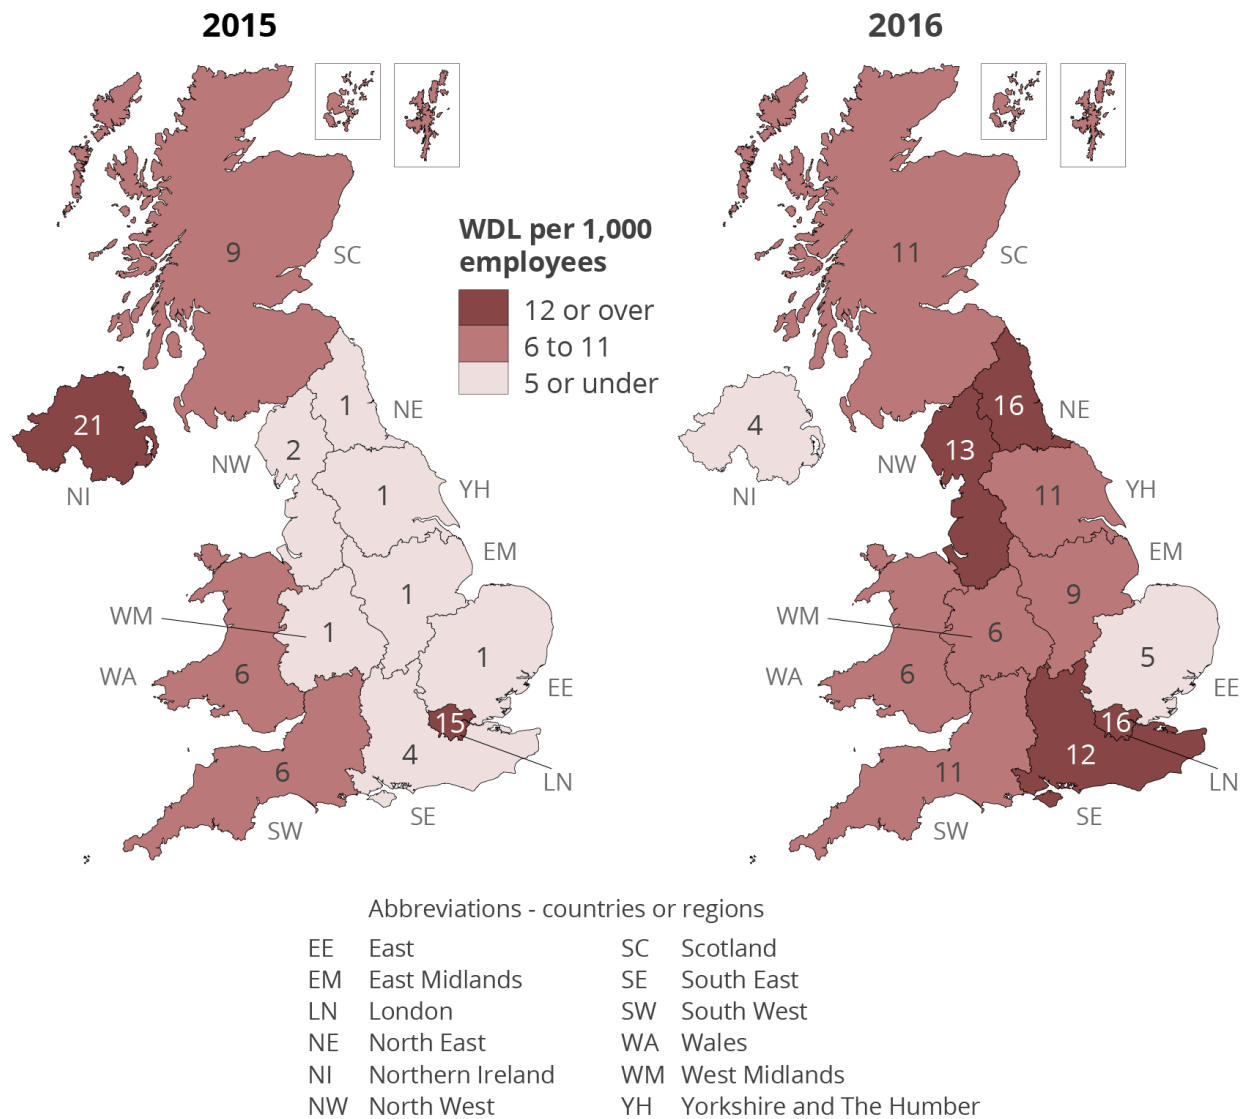 2015
2016
9
SC
WDL per 1,000
employees
12 or over
6 to 11
5 or under
21
NI
1
NE
2
NW
1
YH
EM
1
WM
1
WA
6
1
EE
15
4
LN
6
SE
SW
11
SC
4
NI
16
NE
13
NW
11
YH
EM
9
WM
6
WA
6
5
EE
16
12
LN
11
SE
SW
Abbreviations - countries or regions
EE East SC Scotland
EM East Midlands SE South East
LN London SW South West
NE North East WA Wales
NI Northern Ireland WM West Midlands
NW North West YH Yorkshire and The Humber